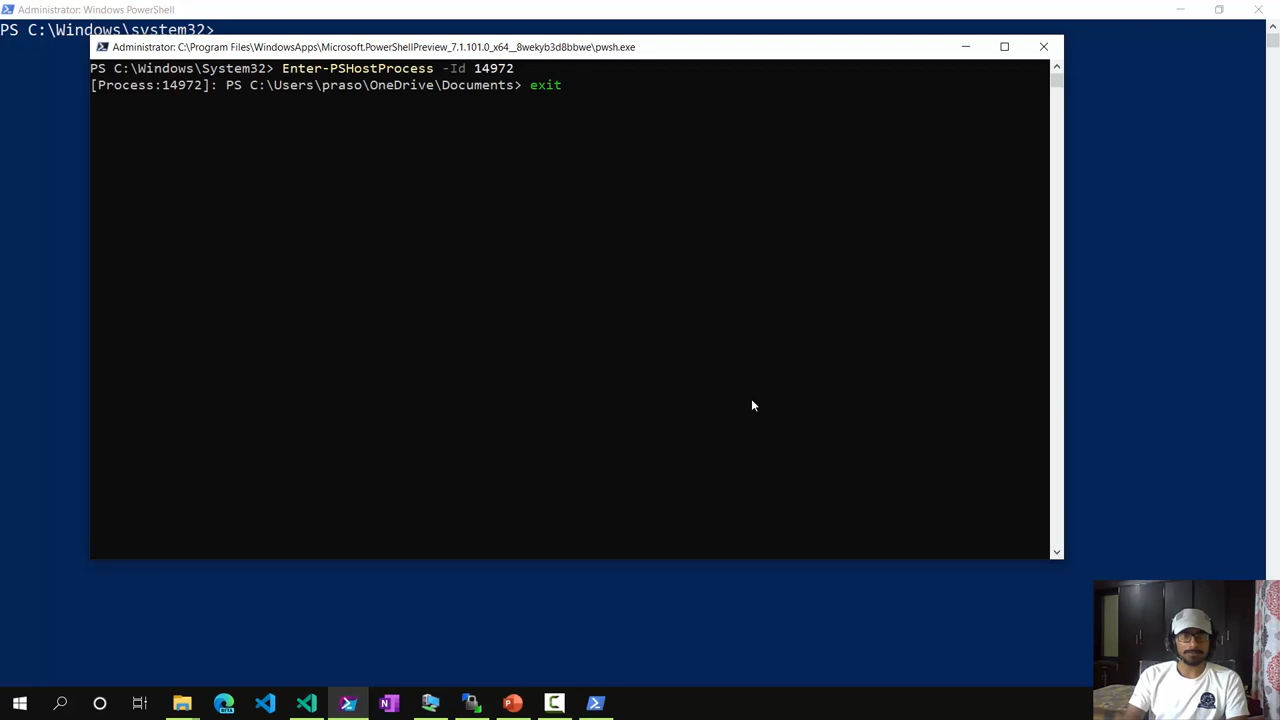 Administrator: Windows PowerShell
PS C:\Windows\system32>
Administrator: C:\Program Files\WindowsApps\Microsoft.PowerShellPreview_7.1.101.0_x64__8wekyb3d8bbwe\pwsh.exe
PS C:\Windows\System32> Enter-PSHostProcess -Id 14972
[Process:14972]: PS C:\Users\praso\OneDrive\Documents> exit
BETA